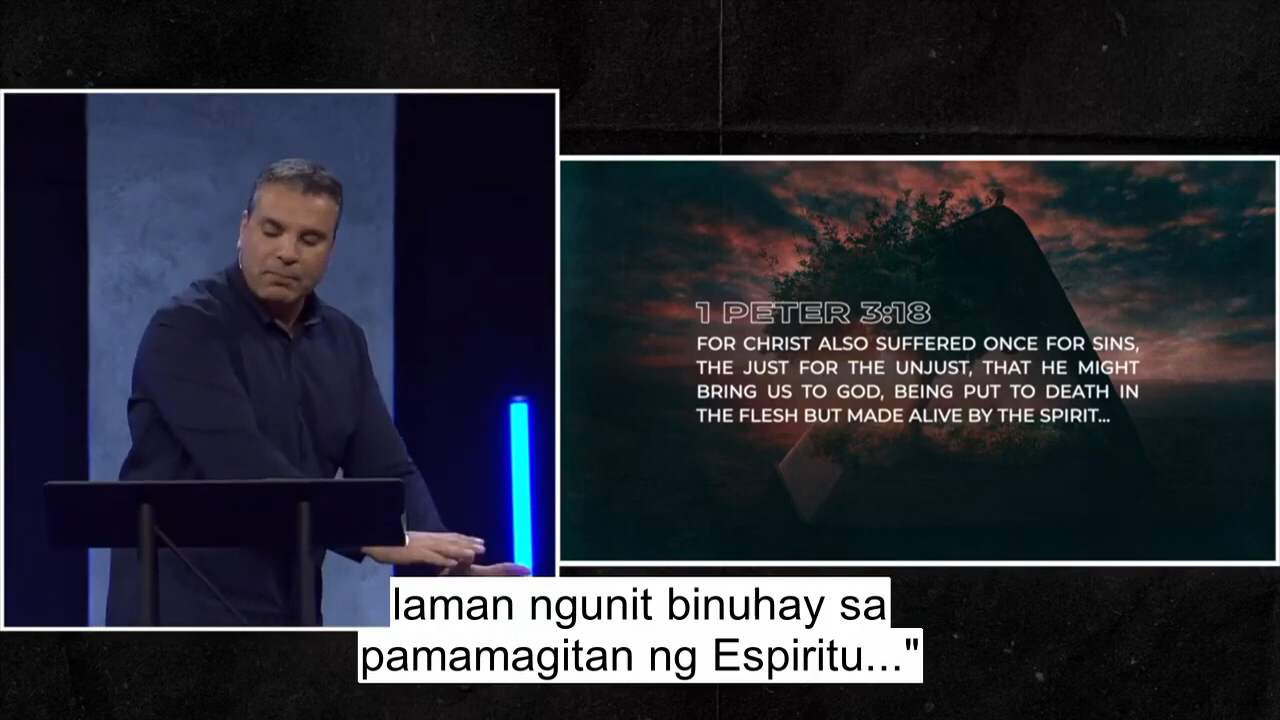 1 PETER 3:18
FOR CHRIST ALSO SUFFERED ONCE FOR SINS,
THE JUST FOR THE UNJUST, THAT HE MIGHT
BRING US TO GOD, BEING PUT TO DEATH IN
THE FLESH BUT MADE ALIVE BY THE SPIRIT...
laman ngunit binuhay sa
pamamagitan ng Espiritu..."